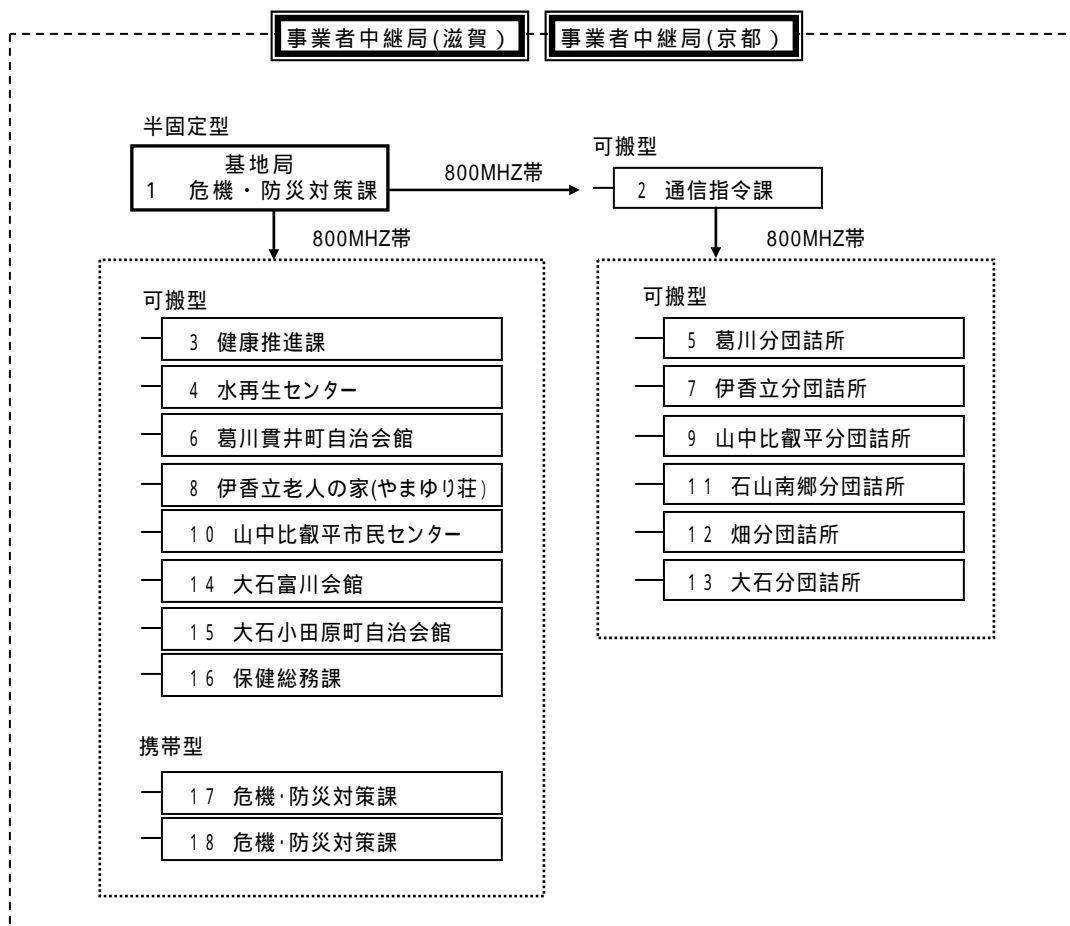 事業者中継局(滋賀)
事業者中継局(京都)
半固定型
基地局
1 危機・防災対策課
800MHZ帯
可搬型
2 通信指令課
800MHZ帯
800MHZ帯
可搬型
3 健康推進課
4 水再生センター
6 葛川貫井町自治会館
8 伊香立老人の家(やまゆり荘)
10 山中比叡平市民センター
14 大石富川会館
15 大石小田原町自治会館
16 保健総務課
携帯型
17 危機・防災対策課
18 危機・防災対策課
可搬型
5 葛川分団詰所
7 伊香立分団詰所
9 山中比叡平分団詰所
11 石山南郷分団詰所
12 畑分団詰所
13 大石分団詰所